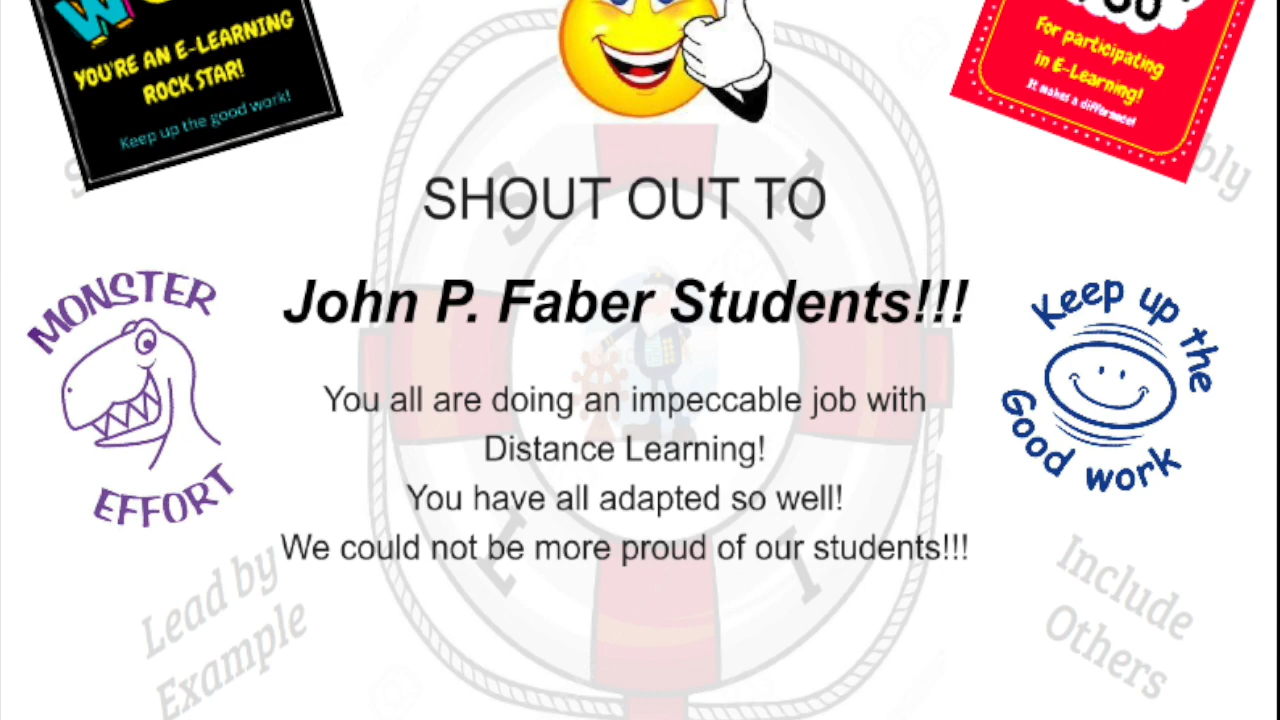 YOU'RE AN E-LEARNING
ROCK STAR!
Keep up the good work!
For participating
in E-Learning!
It makes a difference!
SHOUT OUT TO
John P. Faber Students!!!
MONSTER
EFFORT
You all are doing an impeccable job with
Distance Learning!
You have all adapted so well!
We could not be more proud of our students!!!
Keep up the
Good work
Lead by
Example
Include
Others